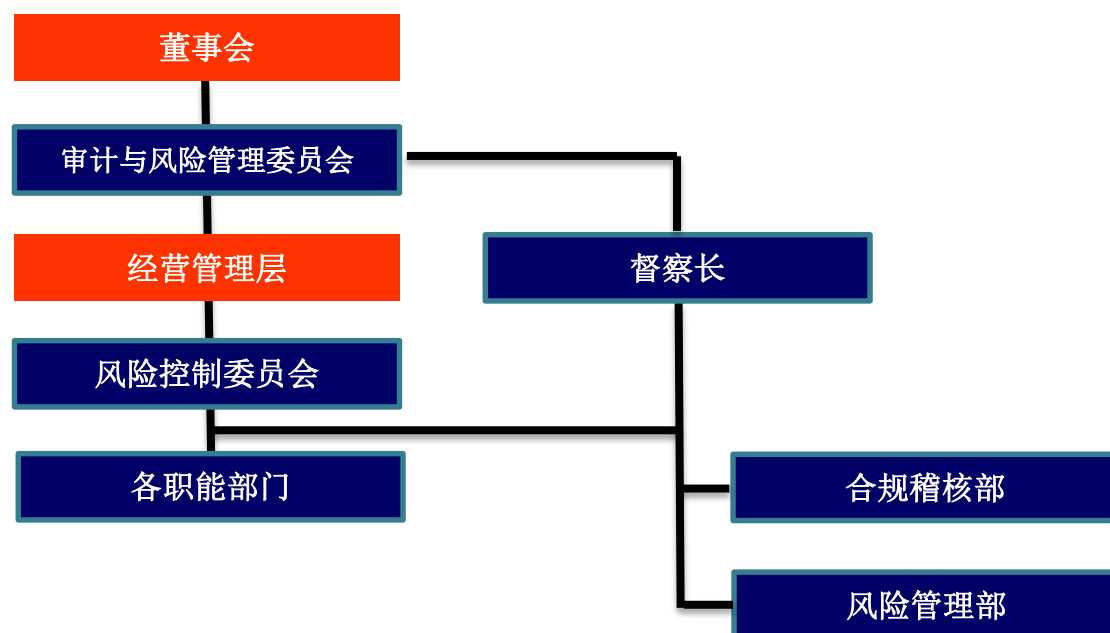 董事会
审计与风险管理委员会
经营管理层
督察长
风险控制委员会
各职能部门
合规稽核部
风险管理部